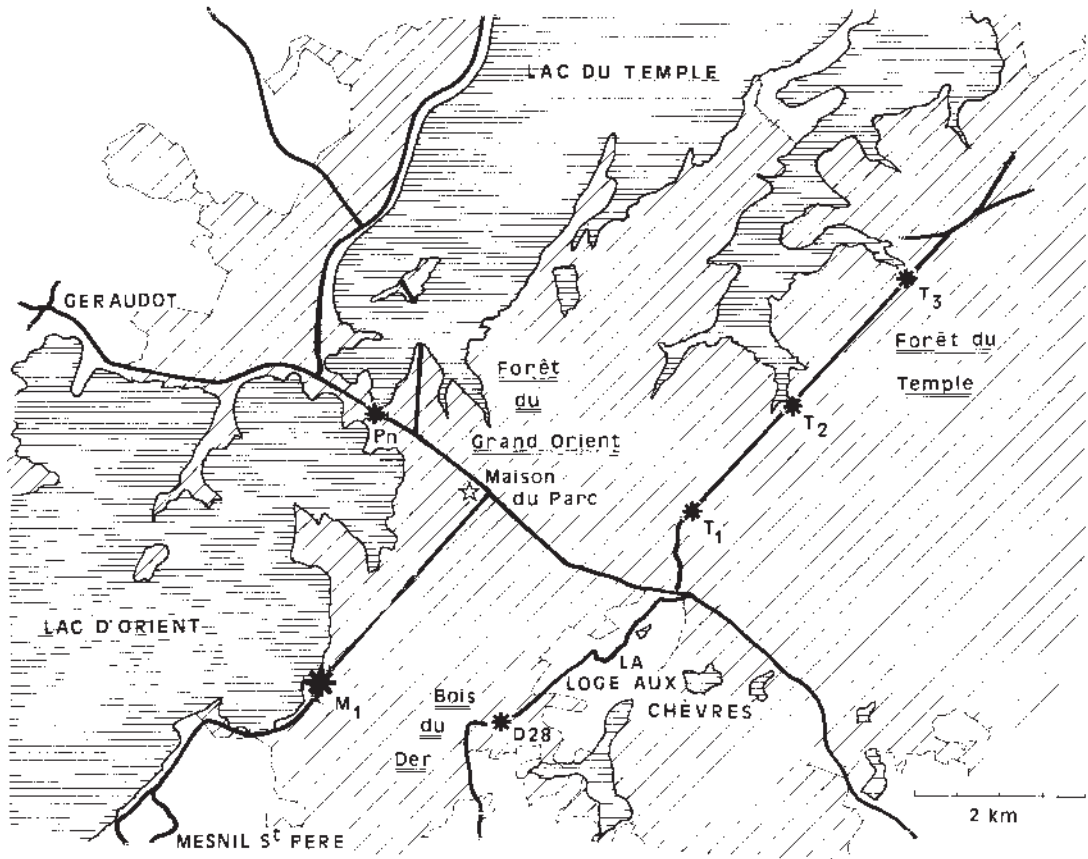 LAC DU TEMPLE
GERAUDOT
T3
Forêt du
Temple
Forêt
du
Grand Orient
Pn
T2
Maison
du Parc
T1
LAC D'ORIENT
LA
LOGE AUX
CHÈVRES
M1
Bois
du
Der
D28
2 km
MESNIL St PERE